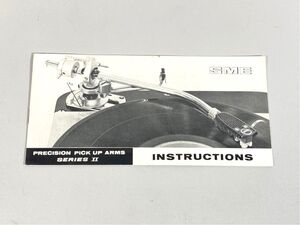 SME
PRECISION PICK UP ARMS
SERIES II
INSTRUCTIONS